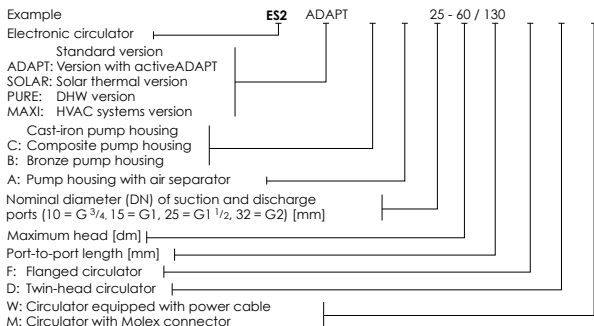 Example ES2 ADAPT 25 - 60 / 130
Electronic circulator
Standard version
ADAPT: Version with activeADAPT
SOLAR: Solar thermal version
PURE: DHW version
MAXI: HVAC systems version
Cast-iron pump housing
C: Composite pump housing
B: Bronze pump housing
A: Pump housing with air separator
Nominal diameter (DN) of suction and discharge
ports (10 = G 3/4, 15 = G1, 25 = G1 1/2, 32 = G2) [mm]
Maximum head [dm]
Port-to-port length [mm]
F: Flanged circulator
D: Twin-head circulator
W: Circulator equipped with power cable
M: Circulator with Molex connector